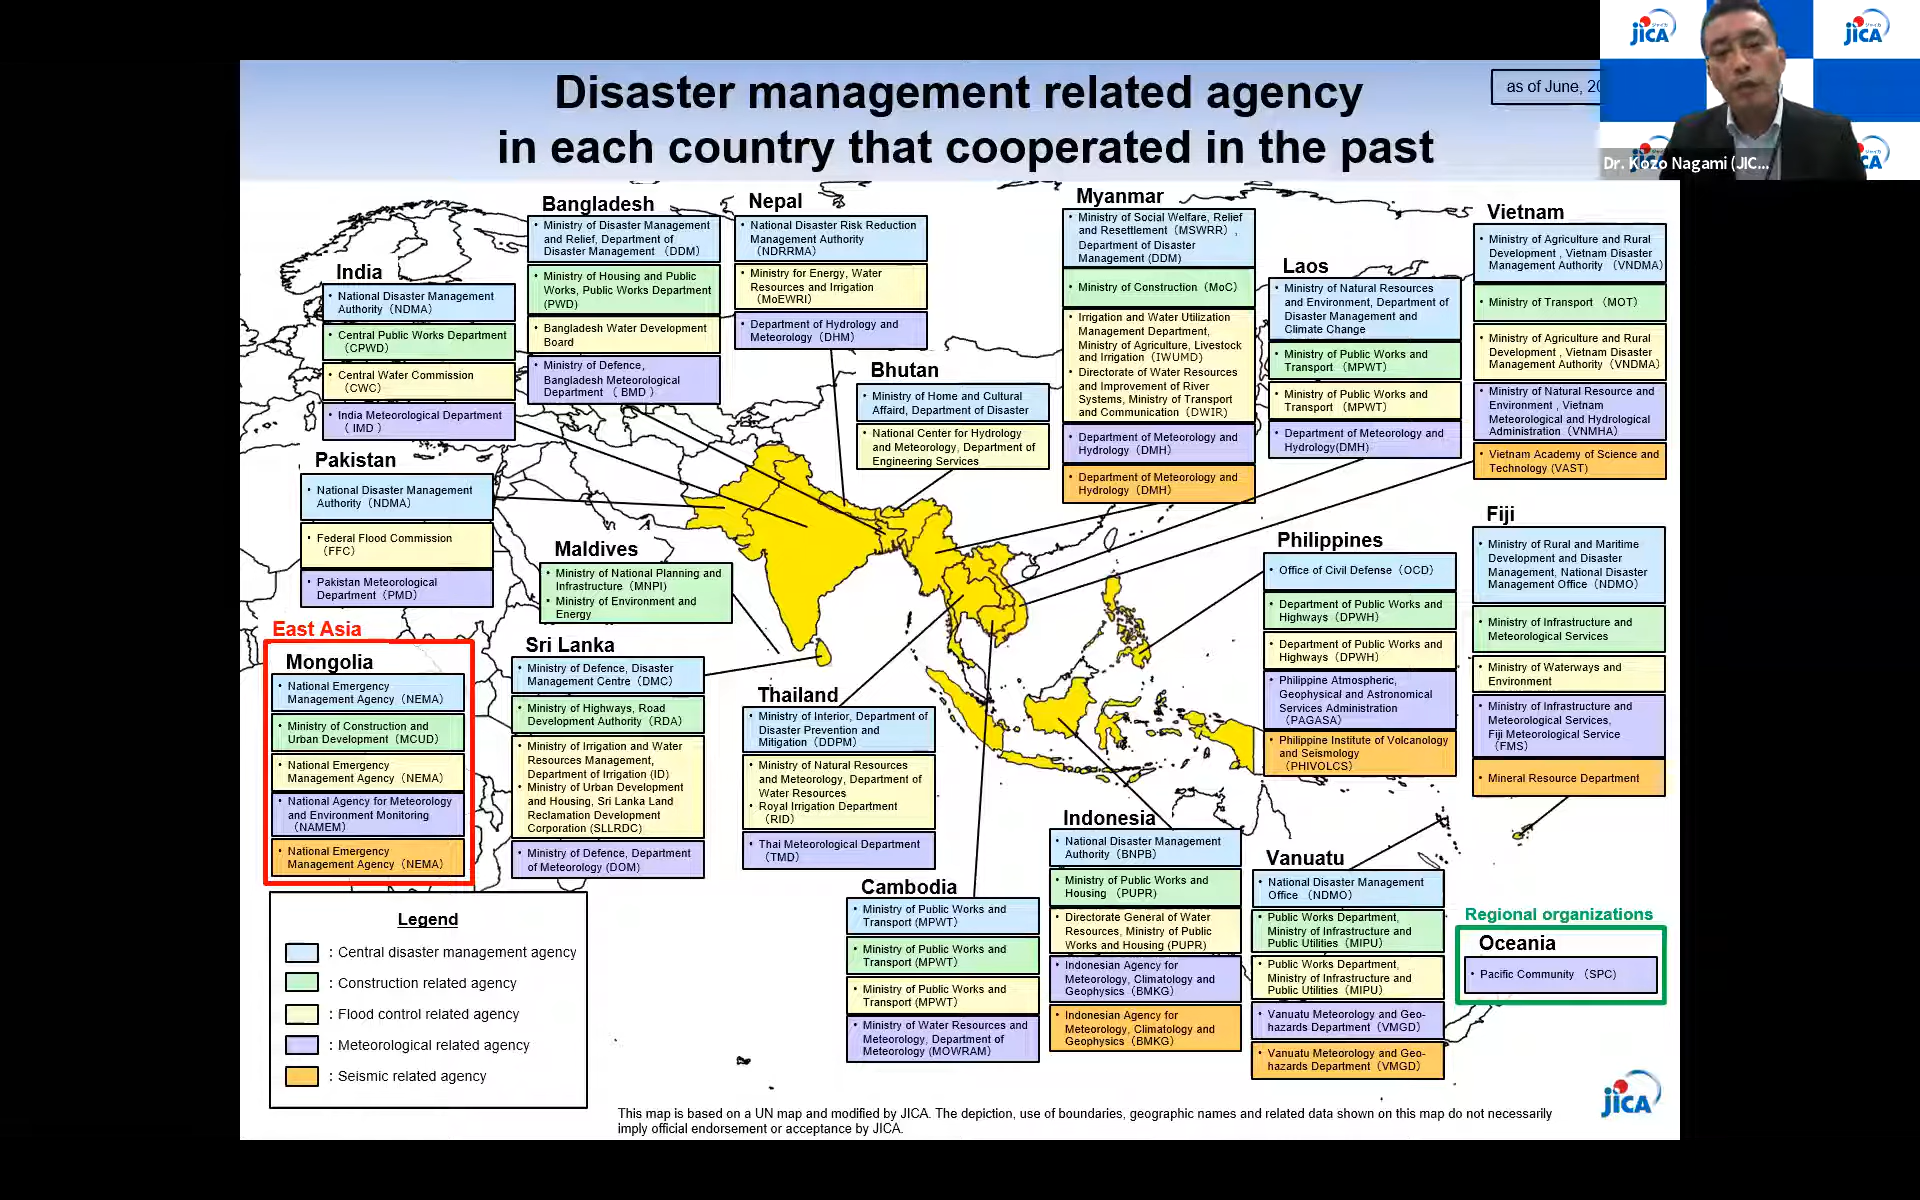 Disaster management related agency
in each country that cooperated in the past
as of June, 20
JICA
JICA
Dr. Kozo Nagami (JIC...
India
• National Disaster Management
Authority（NDMA）
• Central Public Works Department
（CPWD）
• Central Water Commission
（CWC）
• India Meteorological Department
（ IMD ）
Bangladesh
• Ministry of Disaster Management
and Relief, Department of
Disaster Management （DDM）
• Ministry of Housing and Public
Works, Public Works Department
(PWD)
• Bangladesh Water Development
Board
• Ministry of Defence,
Bangladesh Meteorological
Department （ BMD ）
Nepal
• National Disaster Risk Reduction
Management Authority
（NDRRMA）
• Ministry for Energy, Water
Resources and Irrigation
（MoEWRI）
• Department of Hydrology and
Meteorology（DHM）
Bhutan
• Ministry of Home and Cultural
Affaird, Department of Disaster
• National Center for Hydrology
and Meteorology, Department of
Engineering Services
Myanmar
• Ministry of Social Welfare, Relief
and Resettlement（MSWRR）,
Department of Disaster
Management (DDM)
• Ministry of Construction（MoC）
• Irrigation and Water Utilization
Management Department,
Ministry of Agriculture, Livestock
and Irrigation（IWUMD）
• Directorate of Water Resources
and Improvement of River
Systems, Ministry of Transport
and Communication（DWIR）
• Department of Meteorology and
Hydrology（DMH）
• Department of Meteorology and
Hydrology（DMH）
Laos
• Ministry of Natural Resources
and Environment, Department of
Disaster Management and
Climate Change
• Ministry of Public Works and
Transport（MPWT）
• Ministry of Public Works and
Transport（MPWT）
• Department of Meteorology and
Hydrology(DMH)
Vietnam
• Ministry of Agriculture and Rural
Development , Vietnam Disaster
Management Authority（VNDMA）
• Ministry of Transport （MOT）
• Ministry of Agriculture and Rural
Development , Vietnam Disaster
Management Authority（VNDMA）
• Ministry of Natural Resource and
Environment , Vietnam
Meteorological and Hydrological
Administration（VNMHA）
• Vietnam Academy of Science and
Technology (VAST)
Pakistan
• National Disaster Management
Authority（NDMA）
• Federal Flood Commission
（FFC）
• Pakistan Meteorological
Department（PMD）
Maldives
• Ministry of National Planning and
Infrastructure（MNPI）
• Ministry of Environment and
Energy
Philippines
• Office of Civil Defense（OCD）
• Department of Public Works and
Highways（DPWH）
• Department of Public Works and
Highways（DPWH）
• Philippine Atmospheric,
Geophysical and Astronomical
Services Administration
（PAGASA）
• Philippine Institute of Volcanology
and Seismology
（PHIVOLCS）
Fiji
• Ministry of Rural and Maritime
Development and Disaster
Management, National Disaster
Management Office（NDMO）
• Ministry of Infrastructure and
Meteorological Services
• Ministry of Waterways and
Environment
• Ministry of Infrastructure and
Meteorological Services,
Fiji Meteorological Service
（FMS）
• Mineral Resource Department
East Asia
Mongolia
• National Emergency
Management Agency（NEMA）
• Ministry of Construction and
Urban Development（MCUD）
• National Emergency
Management Agency（NEMA）
• National Agency for Meteorology
and Environment Monitoring
（NAMEM）
• National Emergency
Management Agency（NEMA）
Sri Lanka
• Ministry of Defence, Disaster
Management Centre（DMC）
• Ministry of Highways, Road
Development Authority（RDA）
• Ministry of Irrigation and Water
Resources Management,
Department of Irrigation (ID)
• Ministry of Urban Development
and Housing, Sri Lanka Land
Reclamation Development
Corporation (SLLRDC)
• Ministry of Defence, Department
of Meteorology (DOM)
Thailand
• Ministry of Interior, Department of
Disaster Prevention and
Mitigation（DDPM）
• Ministry of Natural Resources
and Meteorology, Department of
Water Resources
• Royal Irrigation Department
（RID）
• Thai Meteorological Department
（TMD）
Cambodia
• Ministry of Public Works and
Transport (MPWT）
• Ministry of Public Works and
Transport (MPWT）
• Ministry of Public Works and
Transport (MPWT）
• Ministry of Water Resources and
Meteorology, Department of
Meteorology (MOWRAM）
Indonesia
• National Disaster Management
Authority（BNPB）
• Ministry of Public Works and
Housing （PUPR)
• Directorate General of Water
Resources, Ministry of Public
Works and Housing (PUPR)
• Indonesian Agency for
Meteorology, Climatology and
Geophysics（BMKG）
• Indonesian Agency for
Meteorology, Climatology and
Geophysics（BMKG）
Vanuatu
• National Disaster Management
Office （NDMO）
• Public Works Department,
Ministry of Infrastructure and
Public Utilities（MIPU）
• Public Works Department,
Ministry of Infrastructure and
Public Utilities（MIPU）
• Vanuatu Meteorology and Geo-
hazards Department（VMGD）
• Vanuatu Meteorology and Geo-
hazards Department（VMGD）
Regional organizations
Oceania
• Pacific Community （SPC）
Legend
: Central disaster management agency
: Construction related agency
: Flood control related agency
: Meteorological related agency
: Seismic related agency
This map is based on a UN map and modified by JICA. The depiction, use of boundaries, geographic names and related data shown on this map do not necessarily
imply official endorsement or acceptance by JICA.
JICA